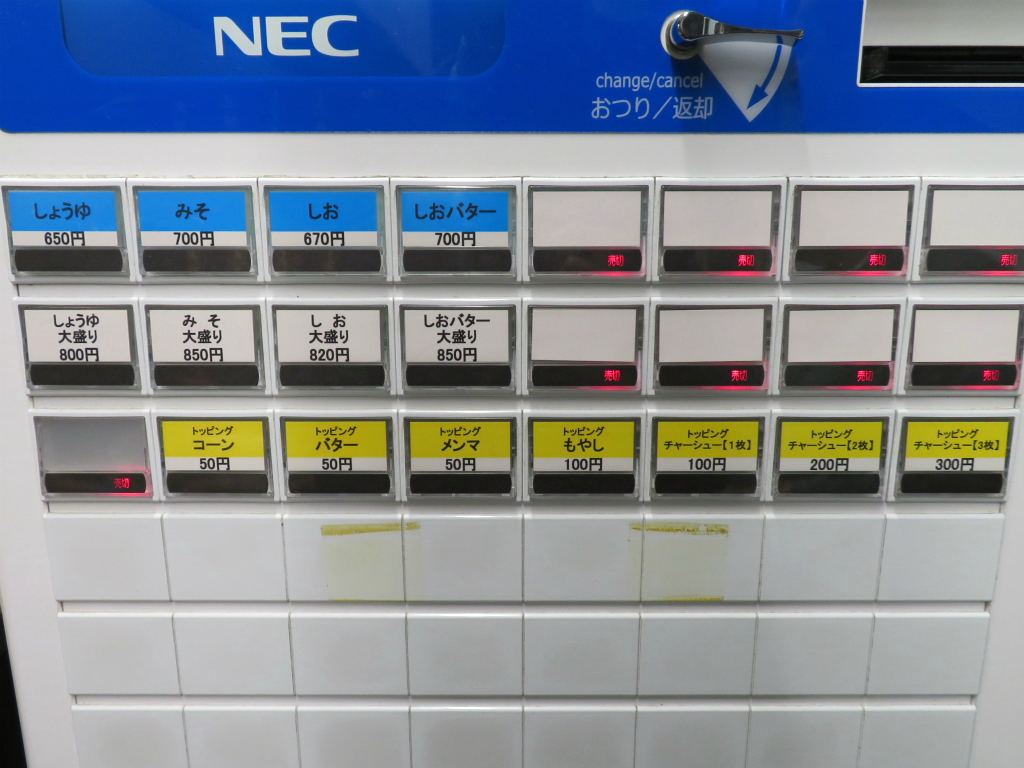 NEC
change/cancel
おつり/返却
しょうゆ
650円
みそ
700円
しお
670円
しおバター
700円
売切
売切
売切
売切
しょうゆ
大盛り
800円
みそ
大盛り
850円
しお
大盛り
820円
しおバター
大盛り
850円
売切
売切
売切
売切
売切
トッピング
コーン
50円
トッピング
バター
50円
トッピング
メンマ
50円
トッピング
もやし
100円
トッピング
チャーシュー【1枚】
100円
トッピング
チャーシュー【2枚】
200円
トッピング
チャーシュー【3枚】
300円